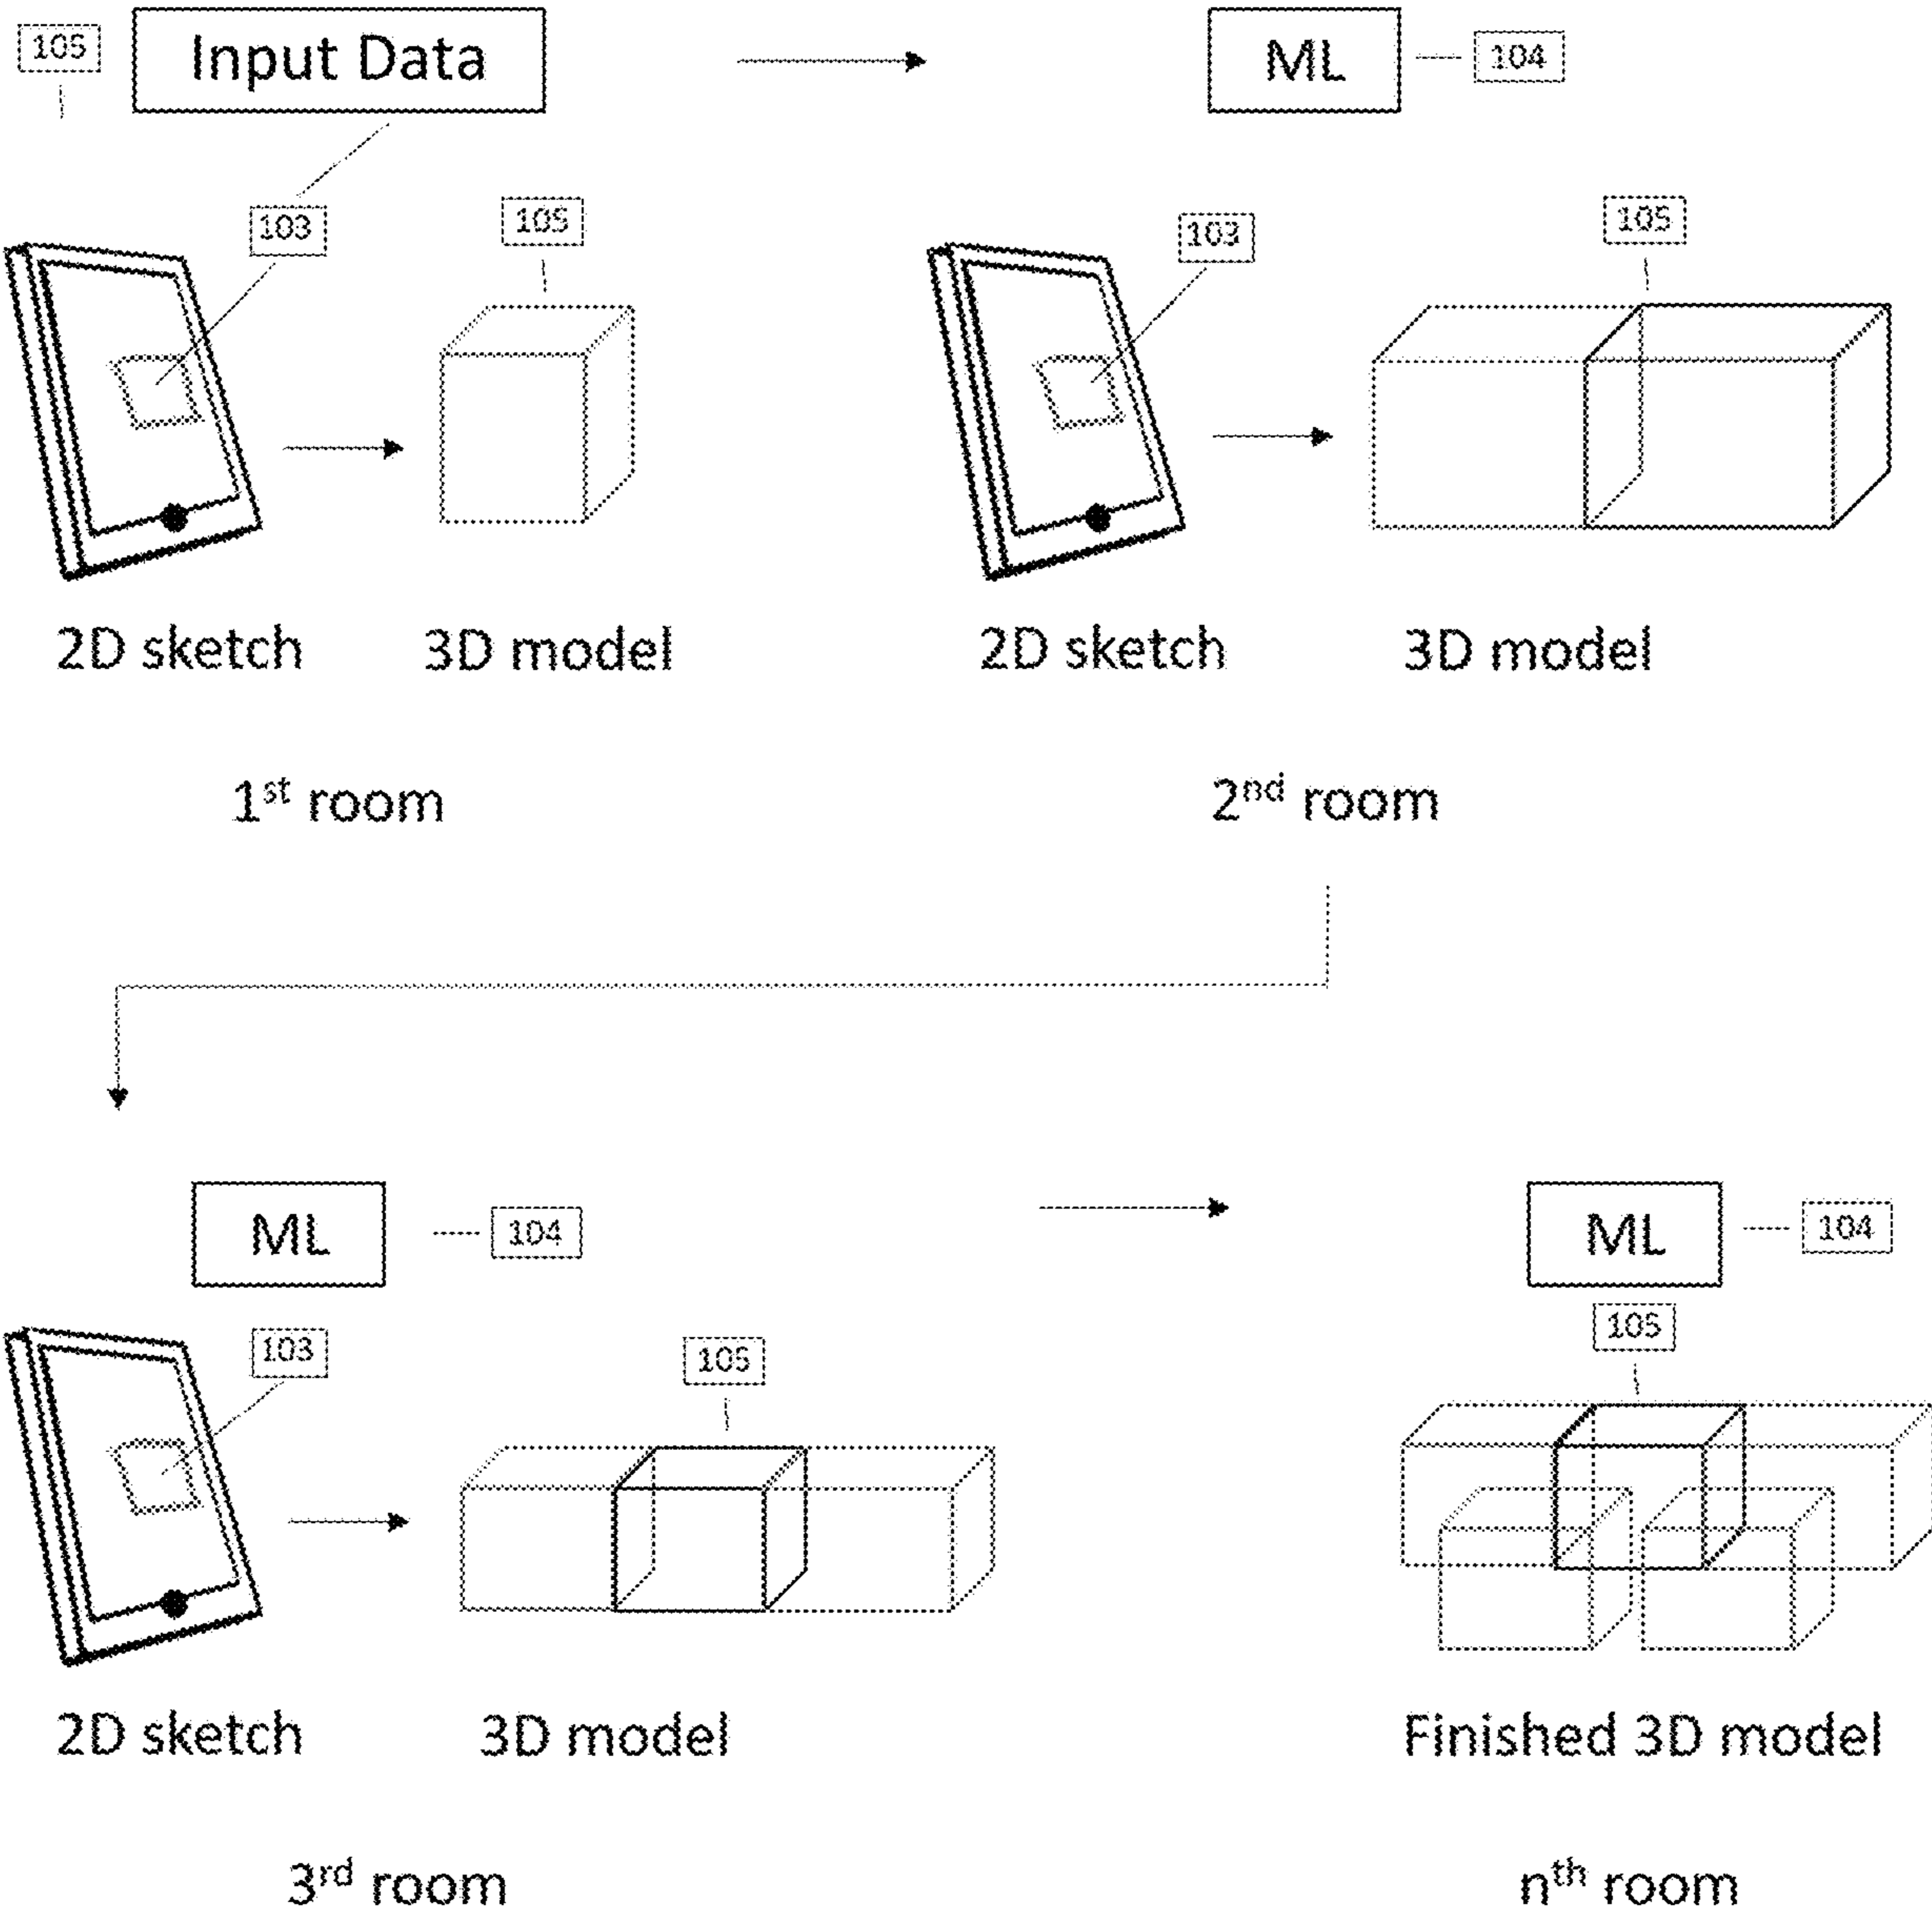 105 Input Data ML 104
103 105 103 105
2D sketch 3D model 2D sketch 3D model
1st room 2nd room
ML 104 ML 104
103 105 105
2D sketch 3D model Finished 3D model
3rd room nth room